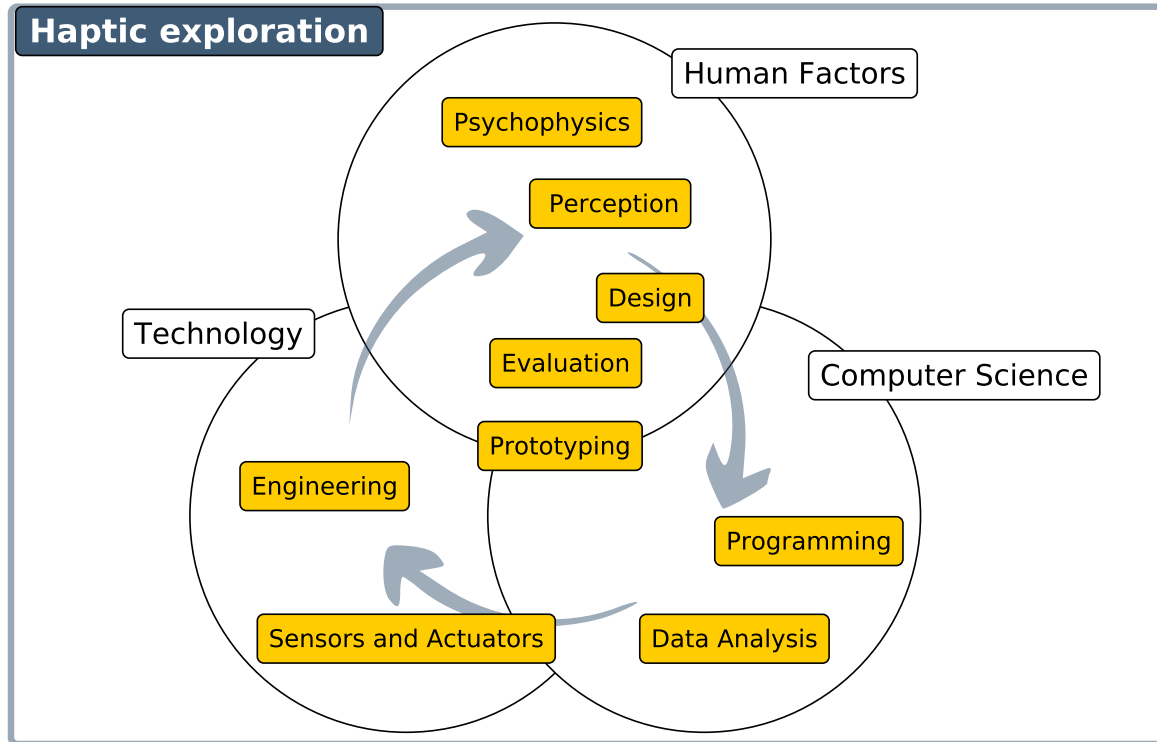 Haptic exploration
Human Factors
Psychophysics
Perception
Design
Technology
Evaluation
Computer Science
Prototyping
Engineering
Programming
Sensors and Actuators
Data Analysis